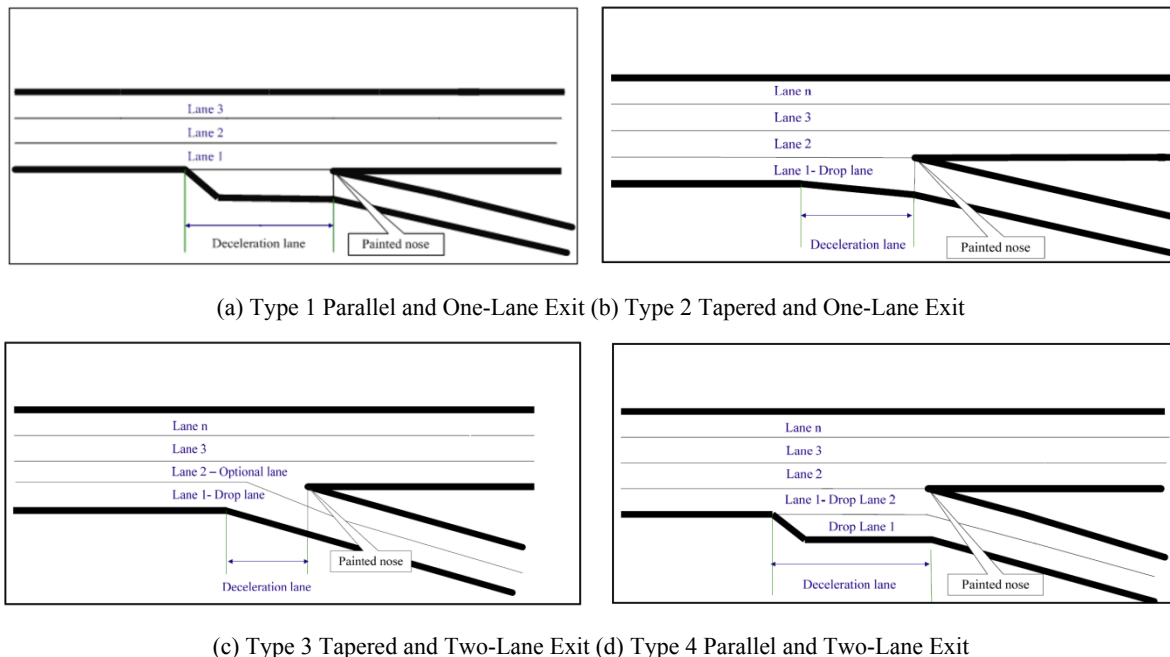 Lane 3
Lane 2
Lane 1
Deceleration lane
Painted nose
Lane n
Lane 3
Lane 2
Lane 1- Drop lane
Deceleration lane
Painted nose
(a) Type 1 Parallel and One-Lane Exit (b) Type 2 Tapered and One-Lane Exit
Lane n
Lane 3
Lane 2 – Optional lane
Lane 1- Drop lane
Painted nose
Deceleration lane
Lane n
Lane 3
Lane 2
Lane 1- Drop Lane 2
Drop Lane 1
Deceleration lane
Painted nose
(c) Type 3 Tapered and Two-Lane Exit (d) Type 4 Parallel and Two-Lane Exit